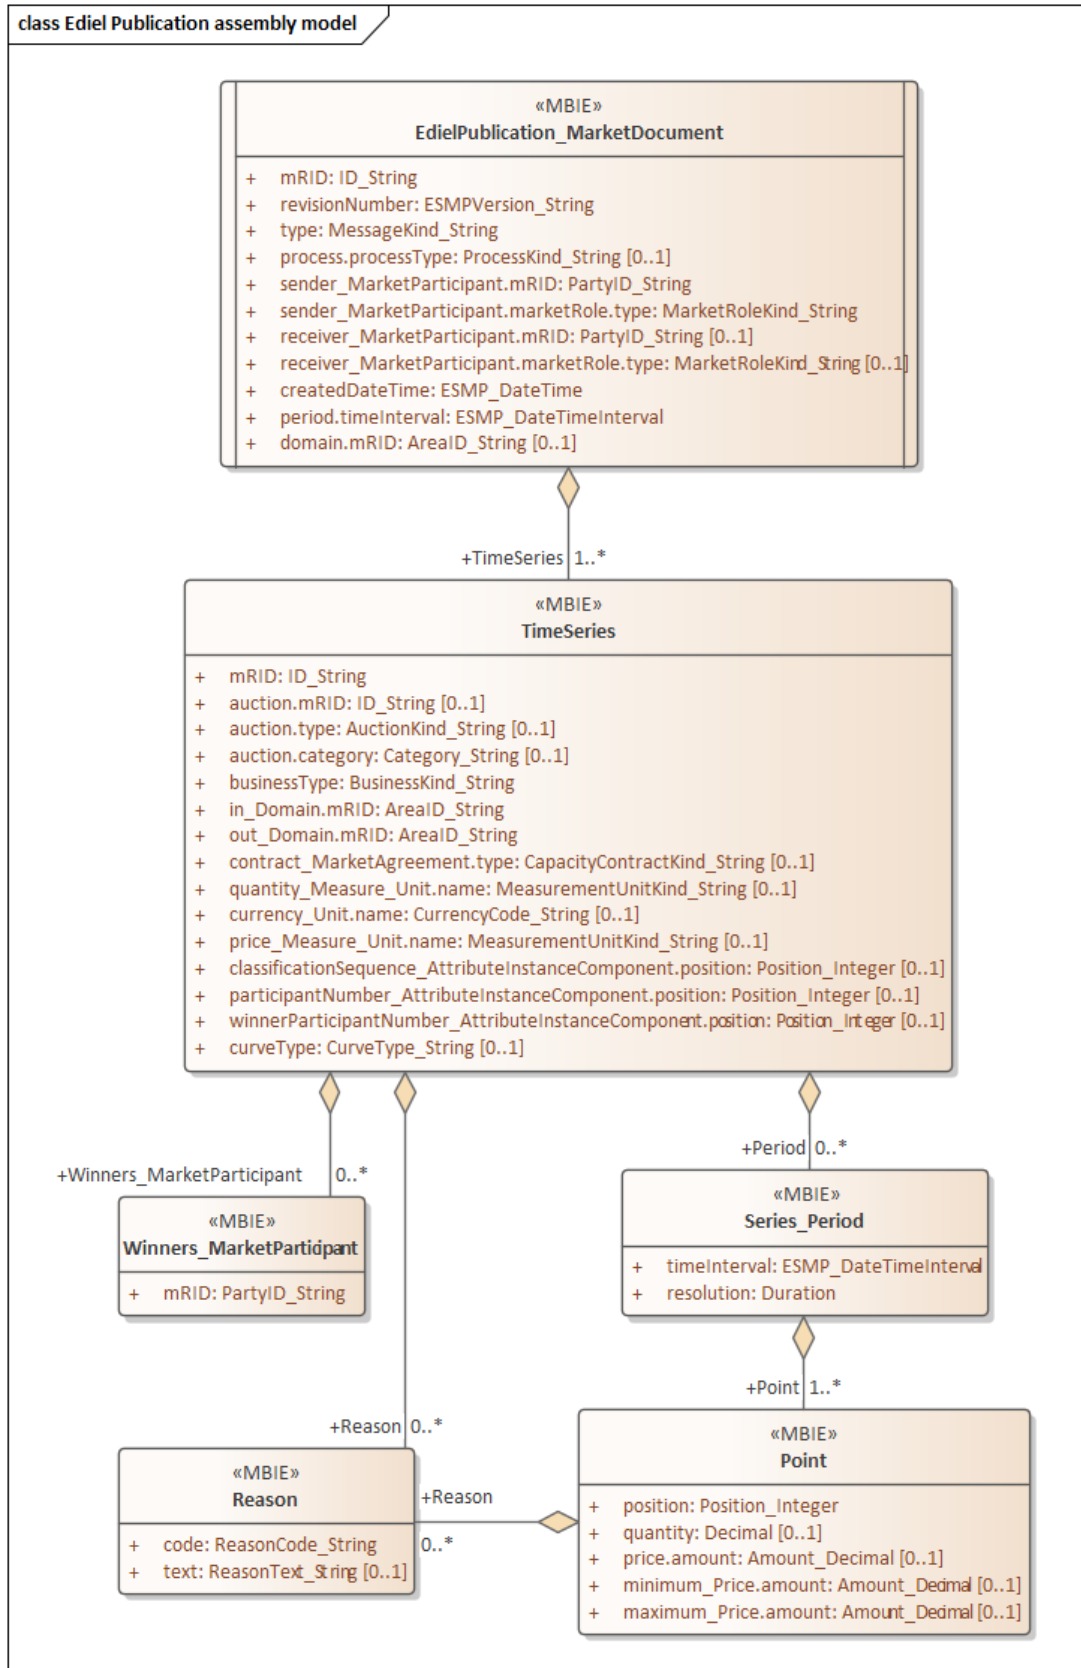 class Ediel Publication assembly model
«MBIE»
EdielPublication_MarketDocument
+ mRID: ID_String
+ revisionNumber: ESMPVersion_String
+ type: MessageKind_String
+ process.processType: ProcessKind_String [0..1]
+ sender_MarketParticipant.mRID: PartyID_String
+ sender_MarketParticipant.marketRole.type: MarketRoleKind_String
+ receiver_MarketParticipant.mRID: PartyID_String [0..1]
+ receiver_MarketParticipant.marketRole.type: MarketRoleKind_String [0..1]
+ createdDateTime: ESMP_DateTime
+ period.timeInterval: ESMP_DateTimeInterval
+ domain.mRID: AreaID_String [0..1]
+TimeSeries 1..*
«MBIE»
TimeSeries
+ mRID: ID_String
+ auction.mRID: ID_String [0..1]
+ auction.type: AuctionKind_String [0..1]
+ auction.category: Category_String [0..1]
+ businessType: BusinessKind_String
+ in_Domain.mRID: AreaID_String
+ out_Domain.mRID: AreaID_String
+ contract_MarketAgreement.type: CapacityContractKind_String [0..1]
+ quantity_Measure_Unit.name: MeasurementUnitKind_String [0..1]
+ currency_Unit.name: CurrencyCode_String [0..1]
+ price_Measure_Unit.name: MeasurementUnitKind_String [0..1]
+ classificationSequence_AttributeInstanceComponent.position: Position_Integer [0..1]
+ participantNumber_AttributeInstanceComponent.position: Position_Integer [0..1]
+ winnerParticipantNumber_AttributeInstanceComponent.position: Position_Integer [0..1]
+ curveType: CurveType_String [0..1]
+Winners_MarketParticipant 0..*
«MBIE»
Winners_MarketParticipant
+ mRID: PartyID_String
+Period 0..*
«MBIE»
Series_Period
+ timeInterval: ESMP_DateTimeInterval
+ resolution: Duration
+Point 1..*
+Reason 0..*
«MBIE»
Reason
+ code: ReasonCode_String
+ text: ReasonText_String [0..1]
+Reason
0..*
«MBIE»
Point
+ position: Position_Integer
+ quantity: Decimal [0..1]
+ price.amount: Amount_Decimal [0..1]
+ minimum_Price.amount: Amount_Decimal [0..1]
+ maximum_Price.amount: Amount_Decimal [0..1]